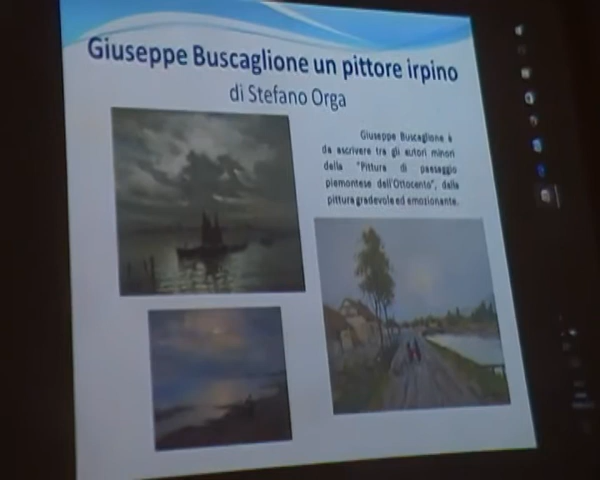 Giuseppe Buscaglione un pittore irpino
di Stefano Orga
Giuseppe Buscaglione è
da ascrivere tra gli autori minori
della "Pittura di paesaggio
piemontese dell'Ottocento", dalla
pittura gradevole ed emozionante.